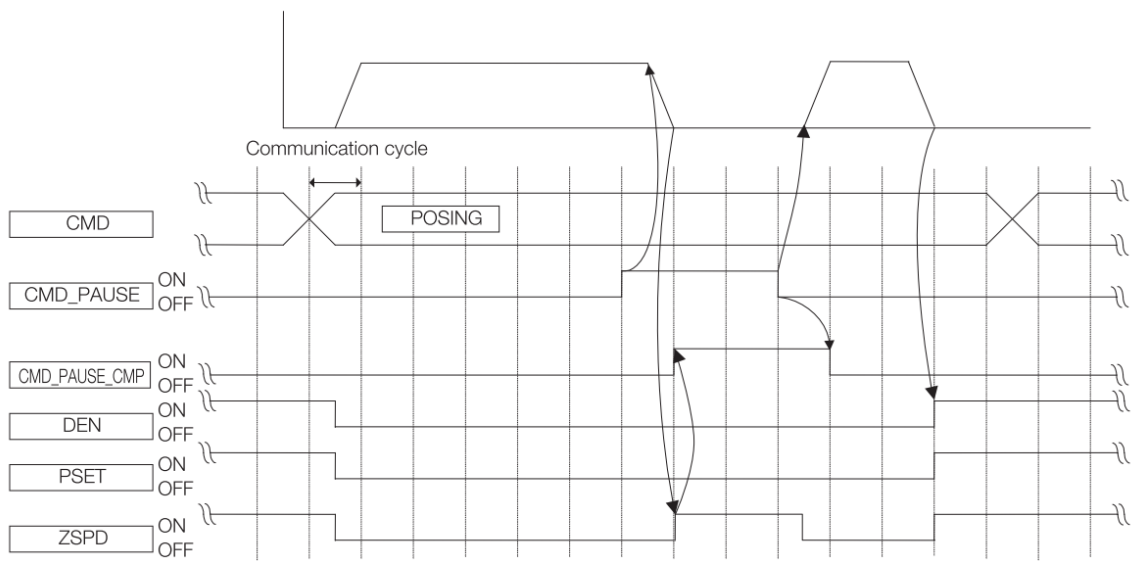 Communication cycle
CMD
POSING
CMD_PAUSE
ON
OFF
CMD_PAUSE_CMP
ON
OFF
DEN
ON
OFF
PSET
ON
OFF
ZSPD
ON
OFF